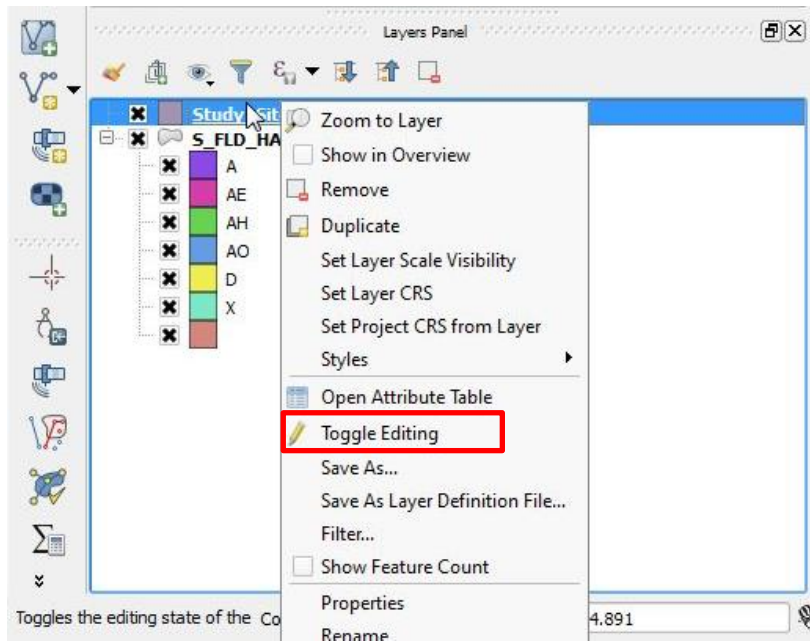 Layers Panel
Study_Sit
S_FLD_HA
A
AE
AH
AO
D
X
Zoom to Layer
Show in Overview
Remove
Duplicate
Set Layer Scale Visibility
Set Layer CRS
Set Project CRS from Layer
Styles
Open Attribute Table
Toggle Editing
Save As...
Save As Layer Definition File...
Filter...
Show Feature Count
Properties
Rename
Toggles the editing state of the Co
4.891